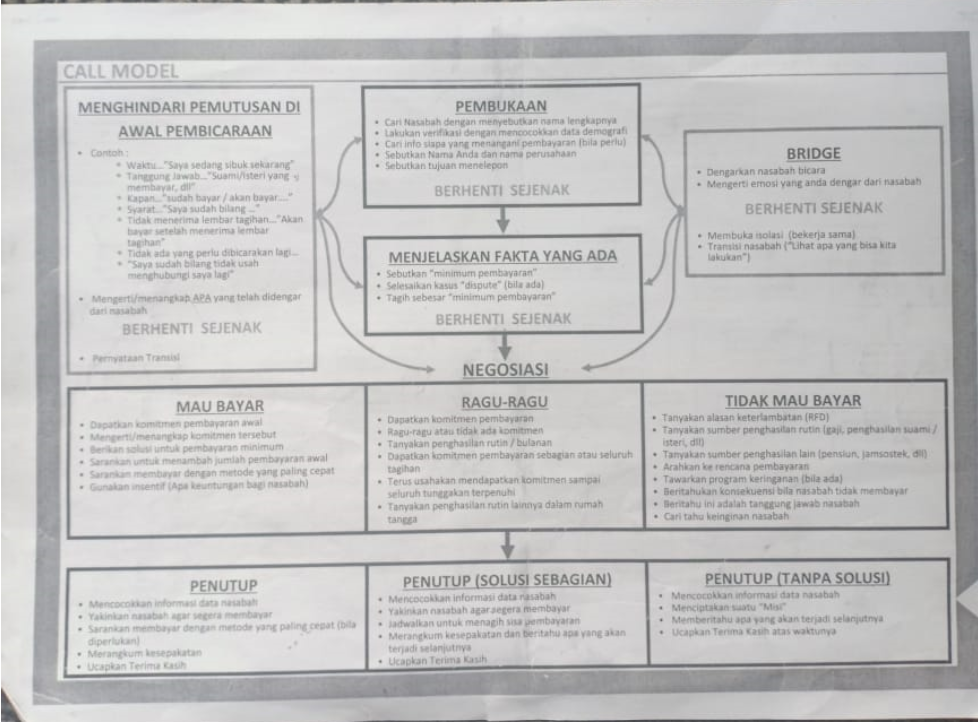 CALL MODEL
MENGHINDARI PEMUTUSAN DI
AWAL PEMBICARAAN
• Contoh :
• Waktu..."Saya sedang sibuk sekarang"
• Tanggung Jawab..."Suami/isteri yang
membayar, dll"
• Kapan..."sudah bayar / akan bayar...."
• Syarat..."Saya sudah bilang ..."
• Tidak menerima lembar tagihan..."Akan
bayar setelah menerima lembar
tagihan"
• Tidak ada yang perlu dibicarakan lagi...
• "Saya sudah bilang tidak usah
menghubungi saya lagi"
• Mengerti/menangkap APA yang telah didengar
dari nasabah
BERHENTI SEJENAK
• Pernyataan Transisi
PEMBUKAAN
• Cari Nasabah dengan menyebutkan nama lengkapnya
• Lakukan verifikasi dengan mencocokkan data demografi
• Cari info siapa yang menangani pembayaran (bila perlu)
• Sebutkan Nama Anda dan nama perusahaan
• Sebutkan tujuan menelepon
BERHENTI SEJENAK
MENJELASKAN FAKTA YANG ADA
• Sebutkan "minimum pembayaran"
• Selesaikan kasus "dispute" (bila ada)
• Tagih sebesar "minimum pembayaran"
BERHENTI SEJENAK
BRIDGE
• Dengarkan nasabah bicara
• Mengerti emosi yang anda dengar dari nasabah
BERHENTI SEJENAK
• Membuka isolasi (bekerja sama)
• Transisi nasabah ("Lihat apa yang bisa kita
lakukan")
NEGOSIASI
MAU BAYAR
• Dapatkan komitmen pembayaran awal
• Mengerti/menangkap komitmen tersebut
• Berikan solusi untuk pembayaran minimum
• Sarankan untuk menambah jumlah pembayaran awal
• Sarankan membayar dengan metode yang paling cepat
• Gunakan insentif (Apa keuntungan bagi nasabah)
RAGU-RAGU
• Dapatkan komitmen pembayaran
• Ragu-ragu atau tidak ada komitmen
• Tanyakan penghasilan rutin / bulanan
• Dapatkan komitmen pembayaran sebagian atau seluruh
tagihan
• Terus usahakan mendapatkan komitmen sampai
seluruh tunggakan terpenuhi
• Tanyakan penghasilan rutin lainnya dalam rumah
tangga
TIDAK MAU BAYAR
• Tanyakan alasan keterlambatan (RFD)
• Tanyakan sumber penghasilan rutin (gaji, penghasilan suami /
isteri, dll)
• Tanyakan sumber penghasilan lain (pensiun, jamsostek, dll)
• Arahkan ke rencana pembayaran
• Tawarkan program keringanan (bila ada)
• Beritahukan konsekuensi bila nasabah tidak membayar
• Beritahu ini adalah tanggung jawab nasabah
• Cari tahu keinginan nasabah
PENUTUP
• Mencocokkan informasi data nasabah
• Yakinkan nasabah agar segera membayar
• Sarankan membayar dengan metode yang paling cepat (bila
diperlukan)
• Merangkum kesepakatan
• Ucapkan Terima Kasih
PENUTUP (SOLUSI SEBAGIAN)
• Mencocokkan informasi data nasabah
• Yakinkan nasabah agar segera membayar
• Jadwalkan untuk menagih sisa pembayaran
• Merangkum kesepakatan dan beritahu apa yang akan
terjadi selanjutnya
• Ucapkan Terima Kasih
PENUTUP (TANPA SOLUSI)
• Mencocokkan informasi data nasabah
• Menciptakan suatu "Misi"
• Memberitahu apa yang akan terjadi selanjutnya
• Ucapkan Terima Kasih atas waktunya